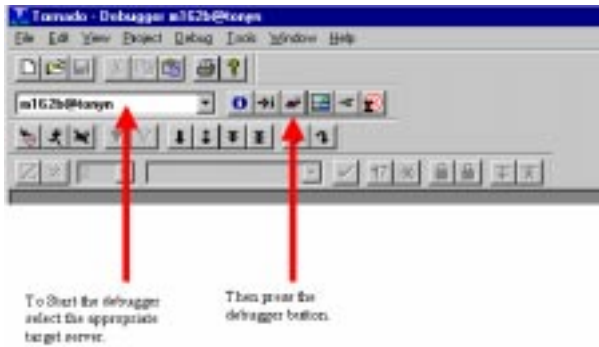 Tornado - Debugger m162b@tonyn
File Edit View Project Debug Tools Window Help
m162b@tonyn
To Start the debugger
select the appropriate
target server.
Then press the
debugger button.